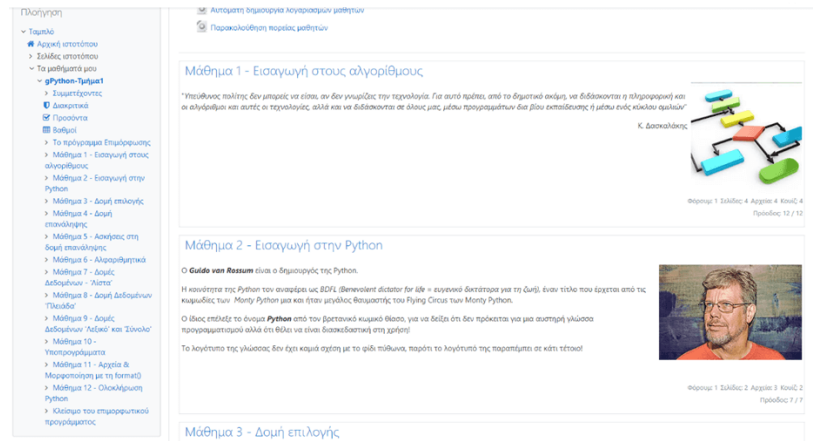 Πλοήγηση
Ταμπλό
Αρχική ιστοτόπου
Σελίδες ιστοτόπου
Τα μαθήματά μου
gPython-Τμήμα1
Συμμετέχοντες
Διακριτικά
Προσόντα
Βαθμοί
Το πρόγραμμα Επιμόρφωσης
Μάθημα 1 - Εισαγωγή στους
αλγορίθμους
Μάθημα 2 - Εισαγωγή στην
Python
Μάθημα 3 - Δομή επιλογής
Μάθημα 4 - Δομή
επανάληψης
Μάθημα 5 - Ασκήσεις στη
δομή επανάληψης
Μάθημα 6 - Αλφαριθμητικά
Μάθημα 7 - Δομές
Δεδομένων - 'Λίστα'
Μάθημα 8 - Δομή Δεδομένων
'Πλειάδα'
Μάθημα 9 - Δομές
Δεδομένων 'Λεξικό' και 'Σύνολο'
Μάθημα 10 -
Υποπρογράμματα
Μάθημα 11 - Αρχεία &
Μορφοποίηση με τη format()
Μάθημα 12 - Ολοκλήρωση
Python
Κλείσιμο του επιμορφωτικού
προγράμματος
Αυτόματη δημιουργία λογαριασμών μαθητών
Παρακολούθηση πορείας μαθητών
Μάθημα 1 - Εισαγωγή στους αλγορίθμους
"Υπεύθυνος πολίτης δεν μπορείς να είσαι, αν δεν γνωρίζεις την τεχνολογία. Για αυτό πρέπει, από το δημοτικό ακόμη, να διδάσκονται η πληροφορική και
οι αλγόριθμοι και αυτές οι τεχνολογίες, αλλά και να διδάσκονται σε όλους μας, μέσω προγραμμάτων δια βίου εκπαίδευσης ή μέσω ενός κύκλου ομιλιών"
Κ. Δασκαλάκης
Φόρουμ: 1 Σελίδες: 4 Αρχεία: 4 Κουίζ: 4
Πρόοδος: 12 / 12
Μάθημα 2 - Εισαγωγή στην Python
Ο Guido van Rossum είναι ο δημιουργός της Python.
Η κοινότητα της Python τον αναφέρει ως BDFL (Benevolent dictator for life = ευγενικό δικτάτορα για τη ζωή), έναν τίτλο που έρχεται από τις
κωμωδίες των Monty Python μια και ήταν μεγάλος θαυμαστής του Flying Circus των Monty Python.
Ο ίδιος επέλεξε το όνομα Python από τον βρετανικό κωμικό θίασο, για να δείξει ότι δεν πρόκειται για μια αυστηρή γλώσσα
προγραμματισμού αλλά ότι θέλει να είναι διασκεδαστική στη χρήση!
Το λογότυπο της γλώσσας δεν έχει καμιά σχέση με το φίδι πύθωνα, παρότι το λογότυπό της παραπέμπει σε κάτι τέτοιο!
Φόρουμ: 1 Σελίδες: 2 Αρχεία: 3 Κουίζ: 2
Πρόοδος: 7 / 7
Μάθημα 3 - Δομή επιλογής